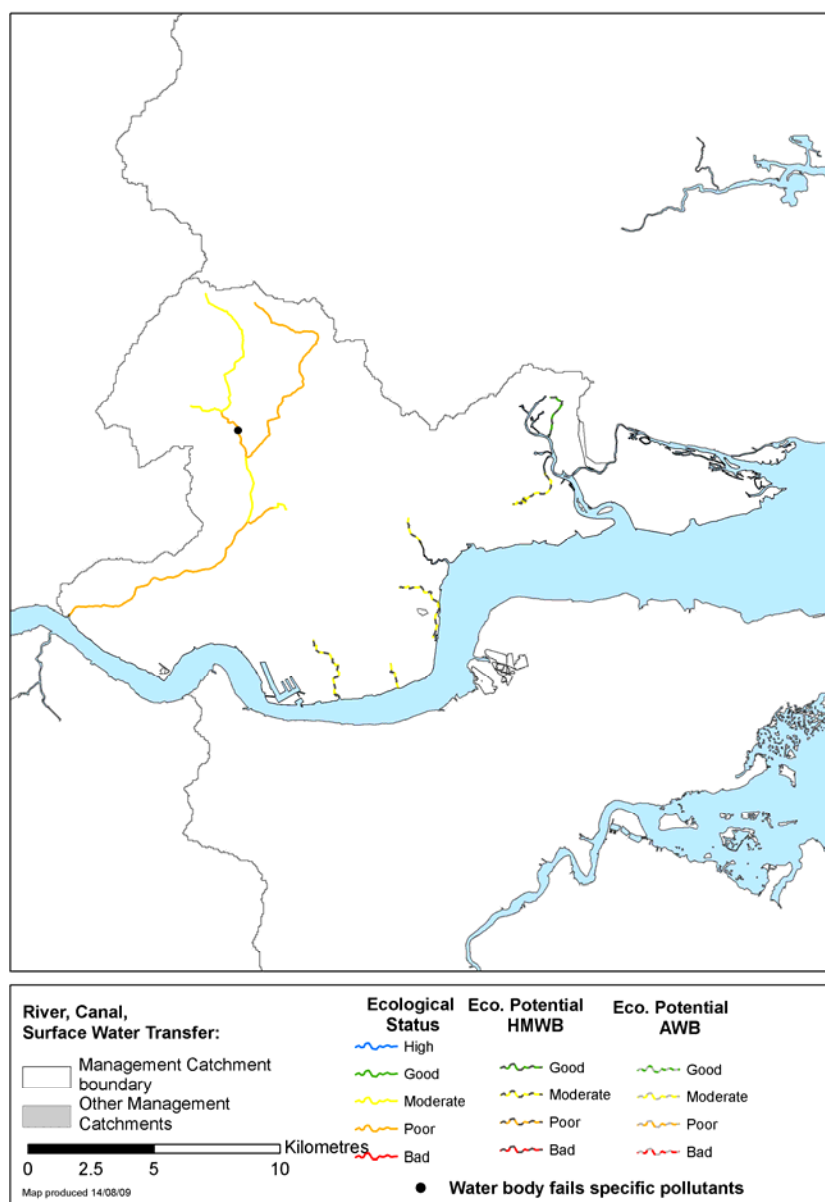 River, Canal,
Surface Water Transfer:
Management Catchment
boundary
Other Management
Catchments
Kilometres
0 2.5 5 10
Map produced 14/08/09
Ecological
Status
High
Good
Moderate
Poor
Bad
Eco. Potential
HMWB
Good
Moderate
Poor
Bad
Eco. Potential
AWB
Good
Moderate
Poor
Bad
Water body fails specific pollutants